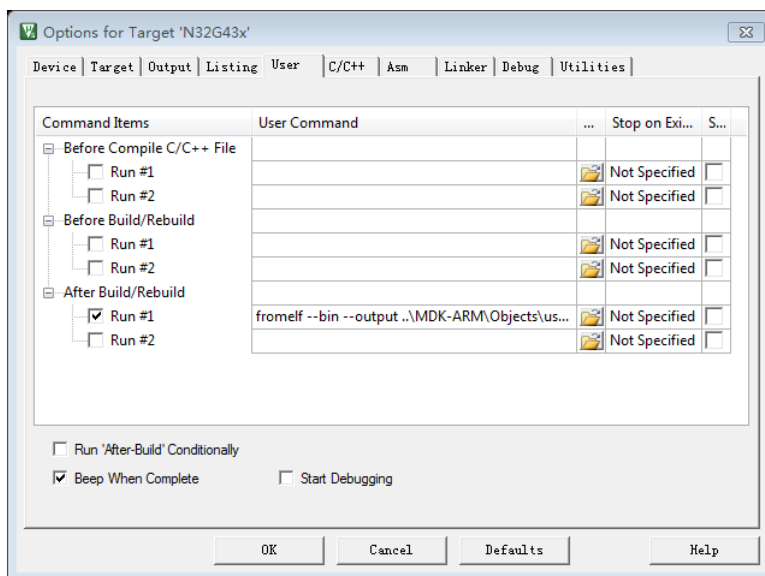 Options for Target 'N32G43x'
Device Target Output Listing User C/C++ Asm Linker Debug Utilities
Command Items User Command ... Stop on Exi... S...
Before Compile C/C++ File
Run #1 Not Specified
Run #2 Not Specified
Before Build/Rebuild
Run #1 Not Specified
Run #2 Not Specified
After Build/Rebuild
Run #1 fromelf --bin --output ..\MDK-ARM\Objects\us... Not Specified
Run #2 Not Specified
Run 'After-Build' Conditionally
Beep When Complete Start Debugging
OK Cancel Defaults Help